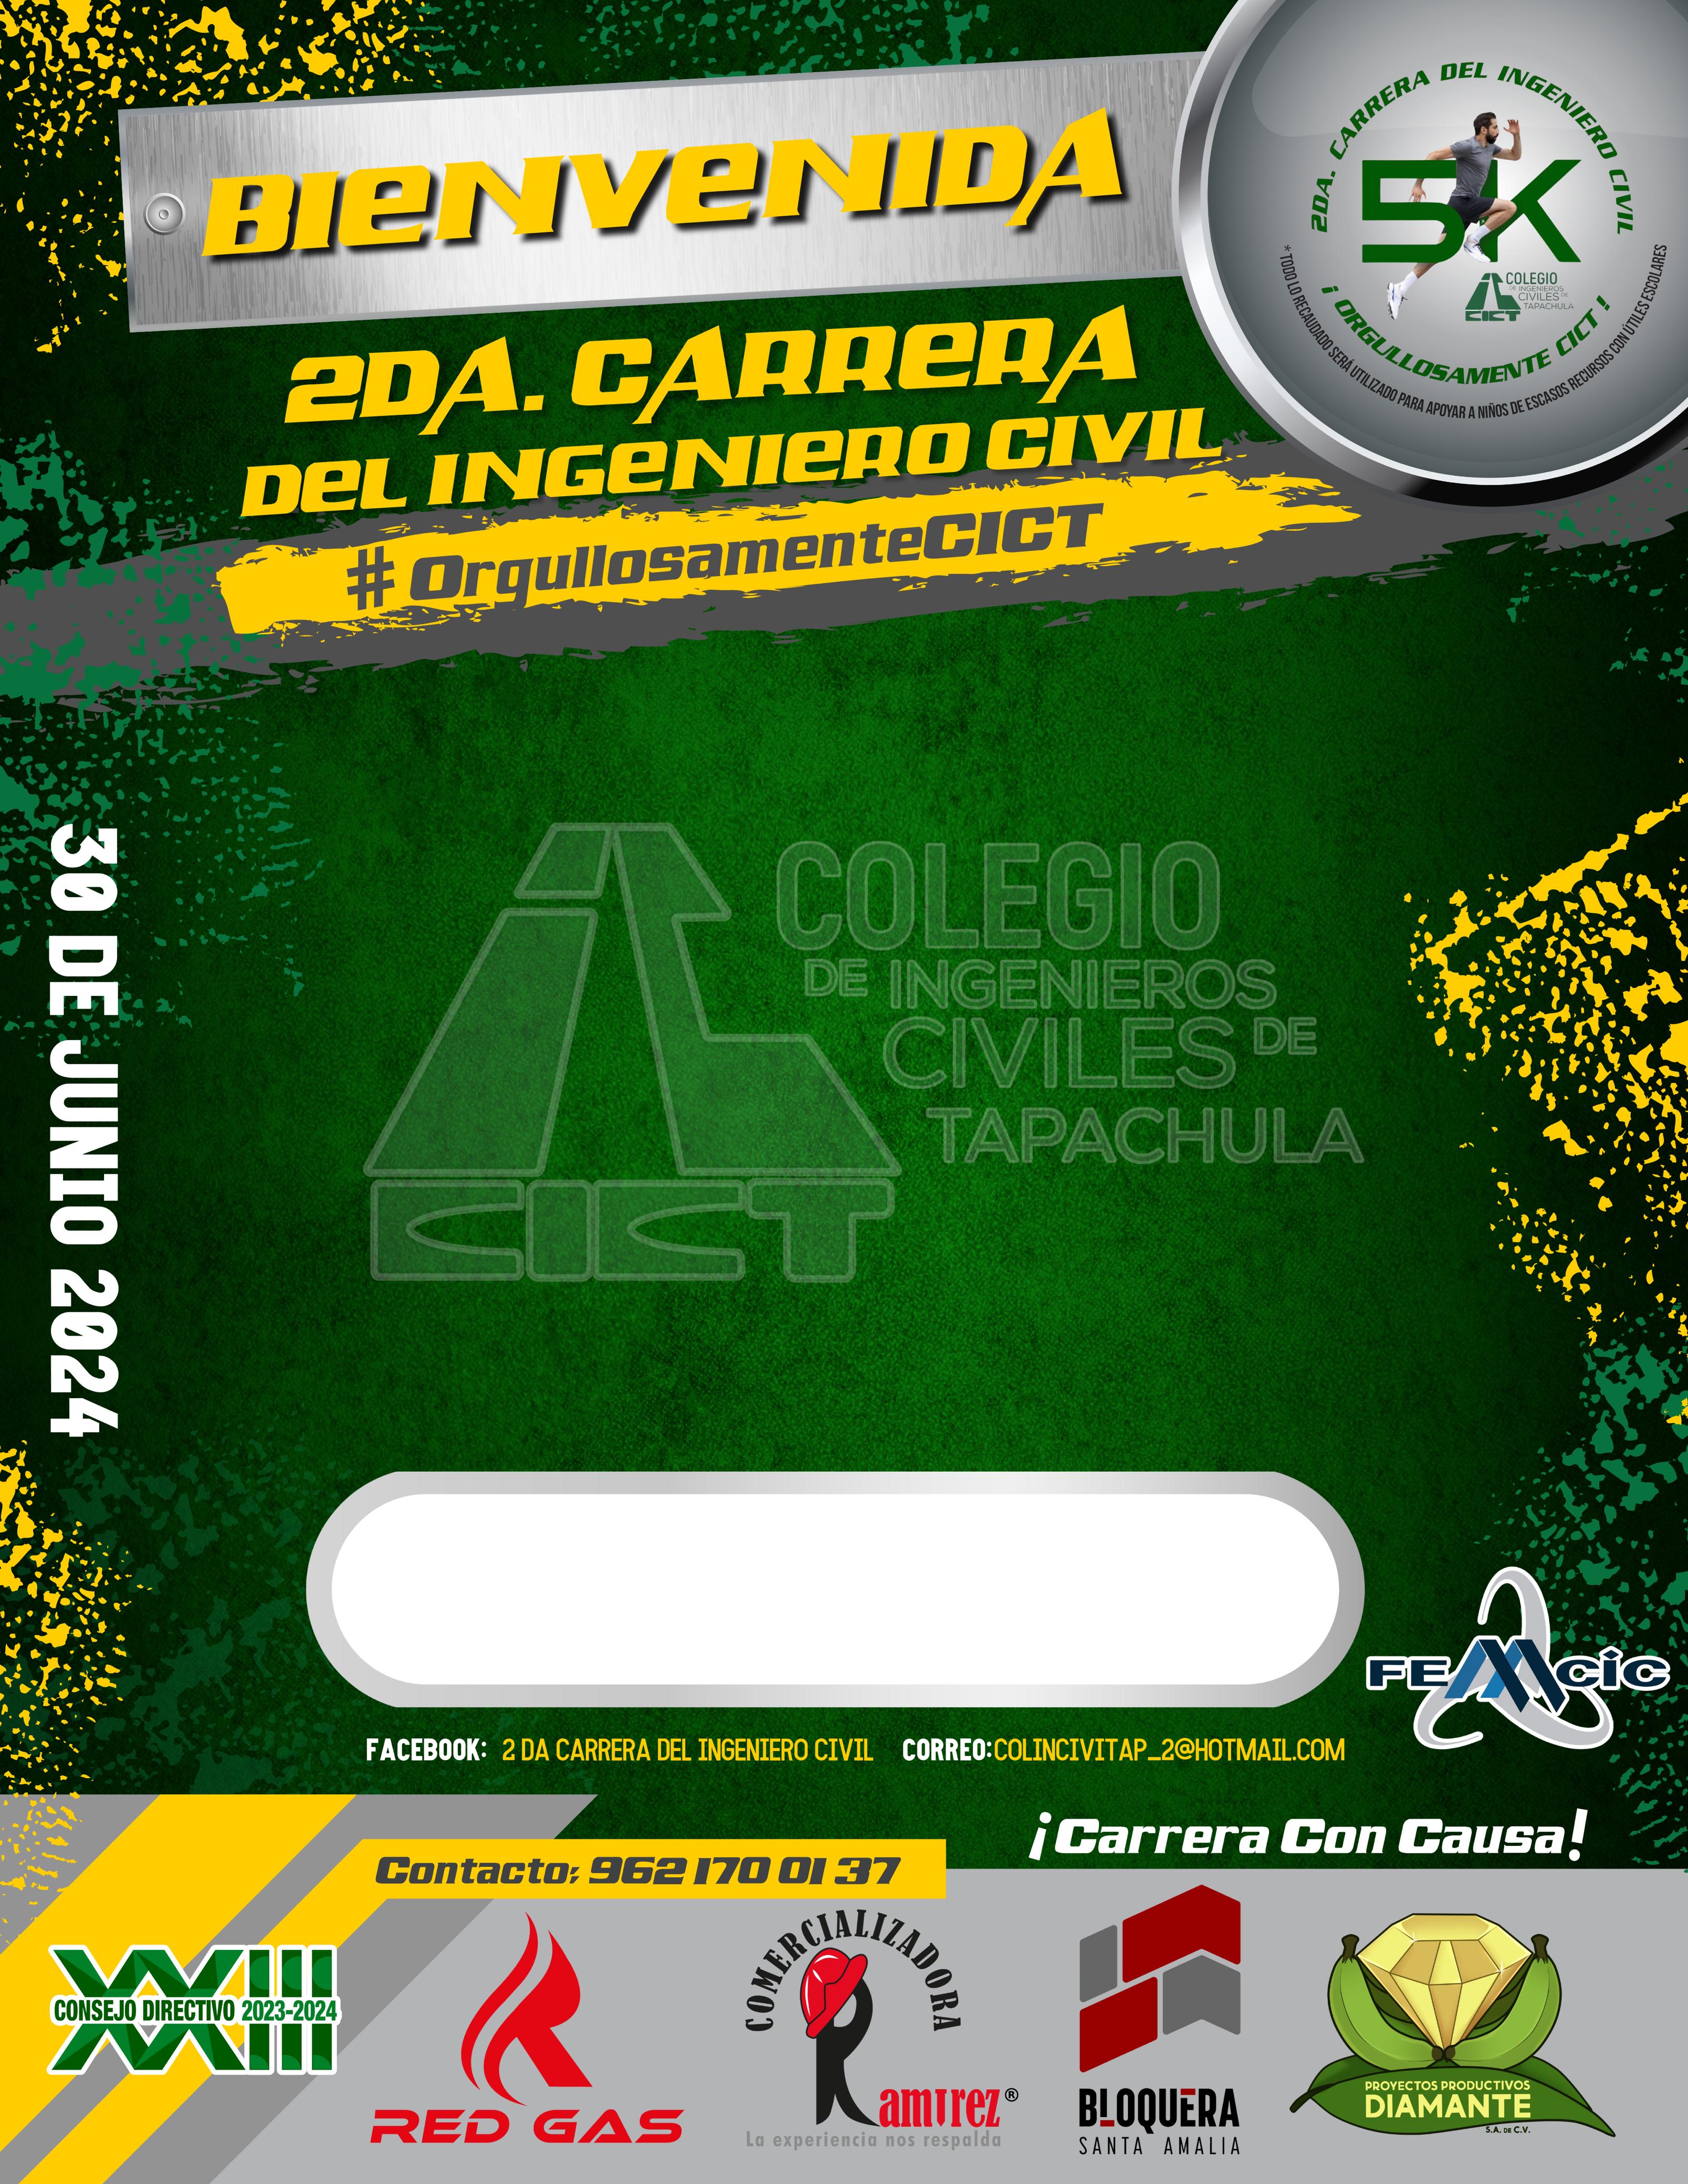 BIENVENIDA
2DA. CARRERA DEL INGENIERO CIVIL
5K
COLEGIO
DE INGENIEROS
CIVILES DE
TAPACHULA
CICT
¡ ORGULLOSAMENTE CICT !
* TODO LO RECAUDADO SERÁ UTILIZADO PARA APOYAR A NIÑOS DE ESCASOS RECURSOS CON ÚTILES ESCOLARES
2DA. CARRERA
DEL INGENIERO CIVIL
# OrgullosamenteCICT
30 DE JUNIO 2024
COLEGIO
DE INGENIEROS
CIVILES DE
TAPACHULA
CICT
FEMCIC
FACEBOOK: 2 DA CARRERA DEL INGENIERO CIVIL CORREO:COLINCIVITAP_2@HOTMAIL.COM
¡Carrera Con Causa!
Contacto; 962 170 01 37
XXIII
CONSEJO DIRECTIVO 2023-2024
RED GAS
COMERCIALIZADORA
Ramirez®
La experiencia nos respalda
BLOQUERA
SANTA AMALIA
PROYECTOS PRODUCTIVOS
DIAMANTE
S.A. DE C.V.